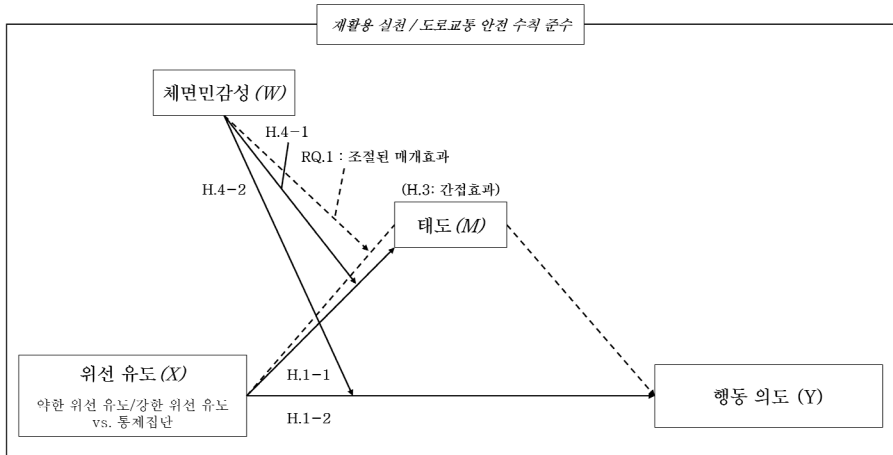 재활용 실천 / 도로교통 안전 수칙 준수
체면민감성 (W)
H.4-1
RQ.1 : 조절된 매개효과
H.4-2
(H.3: 간접효과)
태도 (M)
위선 유도 (X)
약한 위선 유도/강한 위선 유도
vs. 통제집단
H.1-1
H.1-2
행동 의도 (Y)